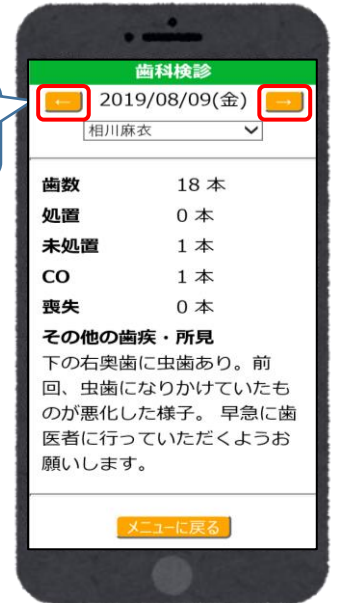 歯科検診
← 2019/08/09(金) →
相川麻衣
歯数 18 本
処置 0 本
未処置 1 本
CO 1 本
喪失 0 本
その他の歯疾・所見
下の右奥歯に虫歯あり。前
回、虫歯になりかけていたも
のが悪化した様子。 早急に歯
医者に行っていただくようお
願いします。
メニューに戻る